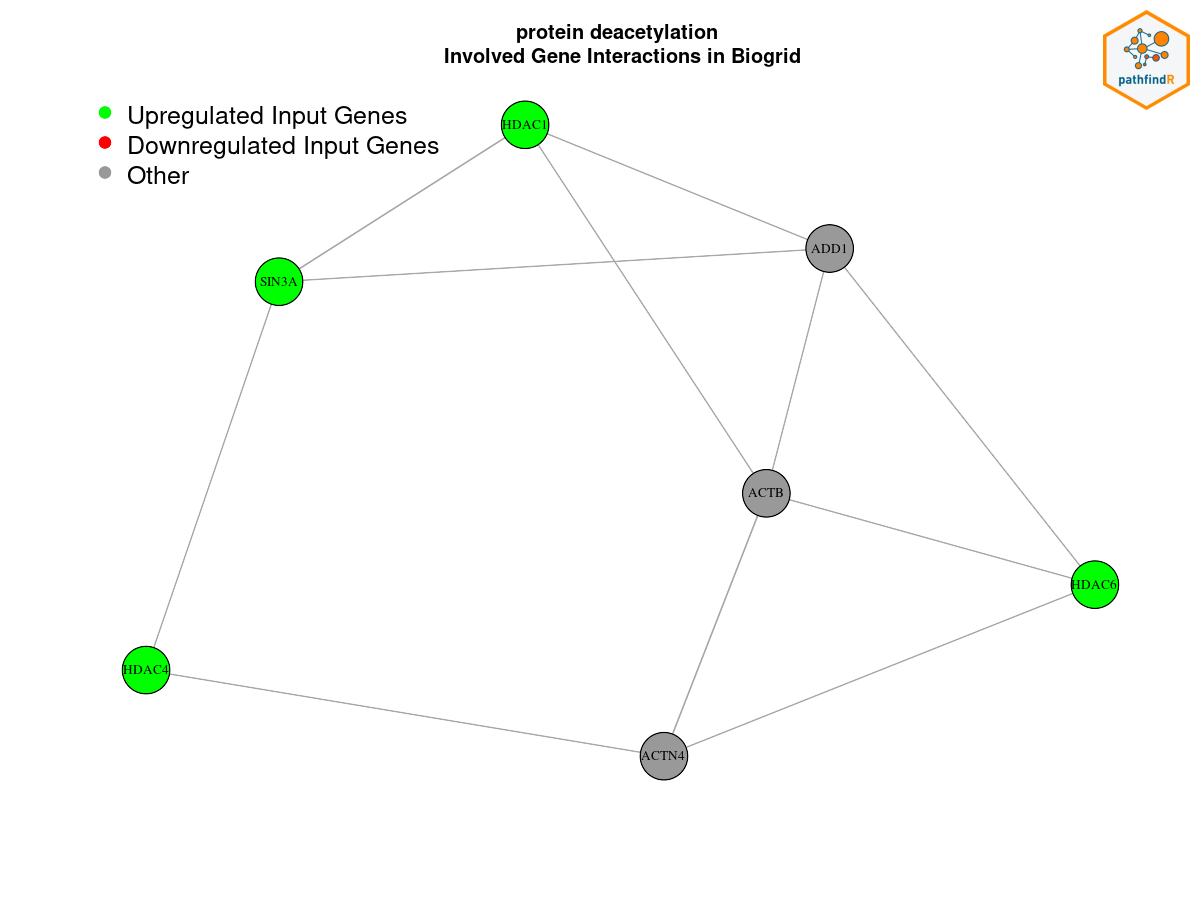 protein deacetylation
Involved Gene Interactions in Biogrid
pathfindR
Upregulated Input Genes
Downregulated Input Genes
Other
HDAC1
ADD1
SIN3A
ACTB
HDAC6
HDAC4
ACTN4